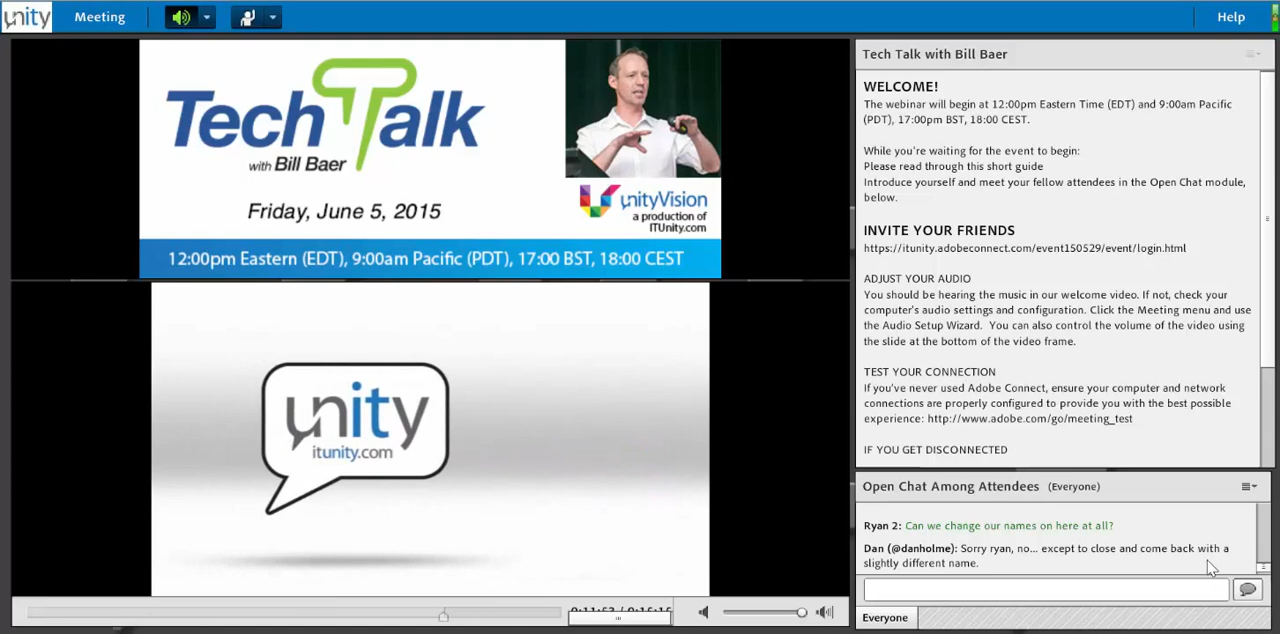 unity
Meeting
Help
Tech Talk
with Bill Baer
Friday, June 5, 2015
unityVision
a production of
ITUnity.com
12:00pm Eastern (EDT), 9:00am Pacific (PDT), 17:00 BST, 18:00 CEST
unity
itunity.com
Tech Talk with Bill Baer
WELCOME!
The webinar will begin at 12:00pm Eastern Time (EDT) and 9:00am Pacific
(PDT), 17:00pm BST, 18:00 CEST.
While you're waiting for the event to begin:
Please read through this short guide
Introduce yourself and meet your fellow attendees in the Open Chat module,
below.
INVITE YOUR FRIENDS
https://itunity.adobeconnect.com/event150529/event/login.html
ADJUST YOUR AUDIO
You should be hearing the music in our welcome video. If not, check your
computer's audio settings and configuration. Click the Meeting menu and use
the Audio Setup Wizard. You can also control the volume of the video using
the slide at the bottom of the video frame.
TEST YOUR CONNECTION
If you've never used Adobe Connect, ensure your computer and network
connections are properly configured to provide you with the best possible
experience: http://www.adobe.com/go/meeting_test
IF YOU GET DISCONNECTED
Open Chat Among Attendees (Everyone)
Ryan 2: Can we change our names on here at all?
Dan (@danholme): Sorry ryan, no... except to close and come back with a
slightly different name.
Everyone